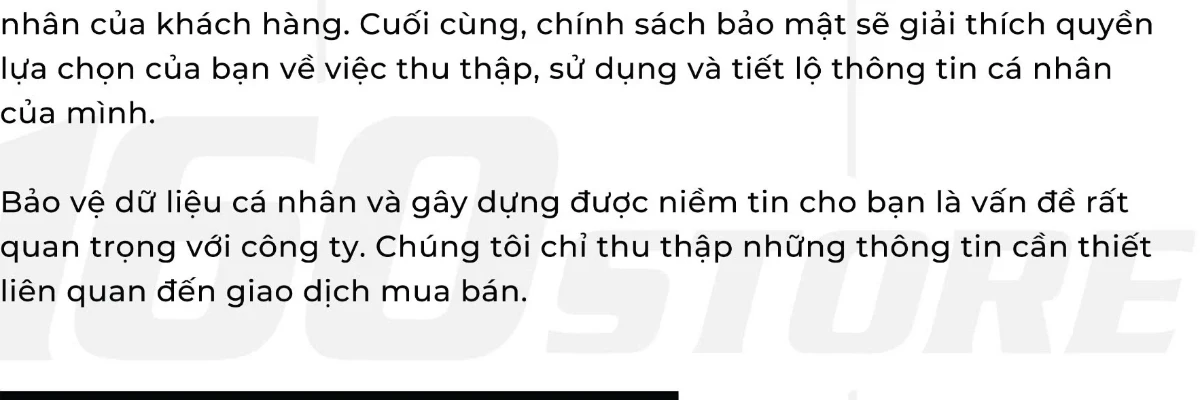 nhân của khách hàng. Cuối cùng, chính sách bảo mật sẽ giải thích quyền
lựa chọn của bạn về việc thu thập, sử dụng và tiết lộ thông tin cá nhân
của mình.
Bảo vệ dữ liệu cá nhân và gây dựng được niềm tin cho bạn là vấn đề rất
quan trọng với công ty. Chúng tôi chỉ thu thập những thông tin cần thiết
liên quan đến giao dịch mua bán.
160STORE